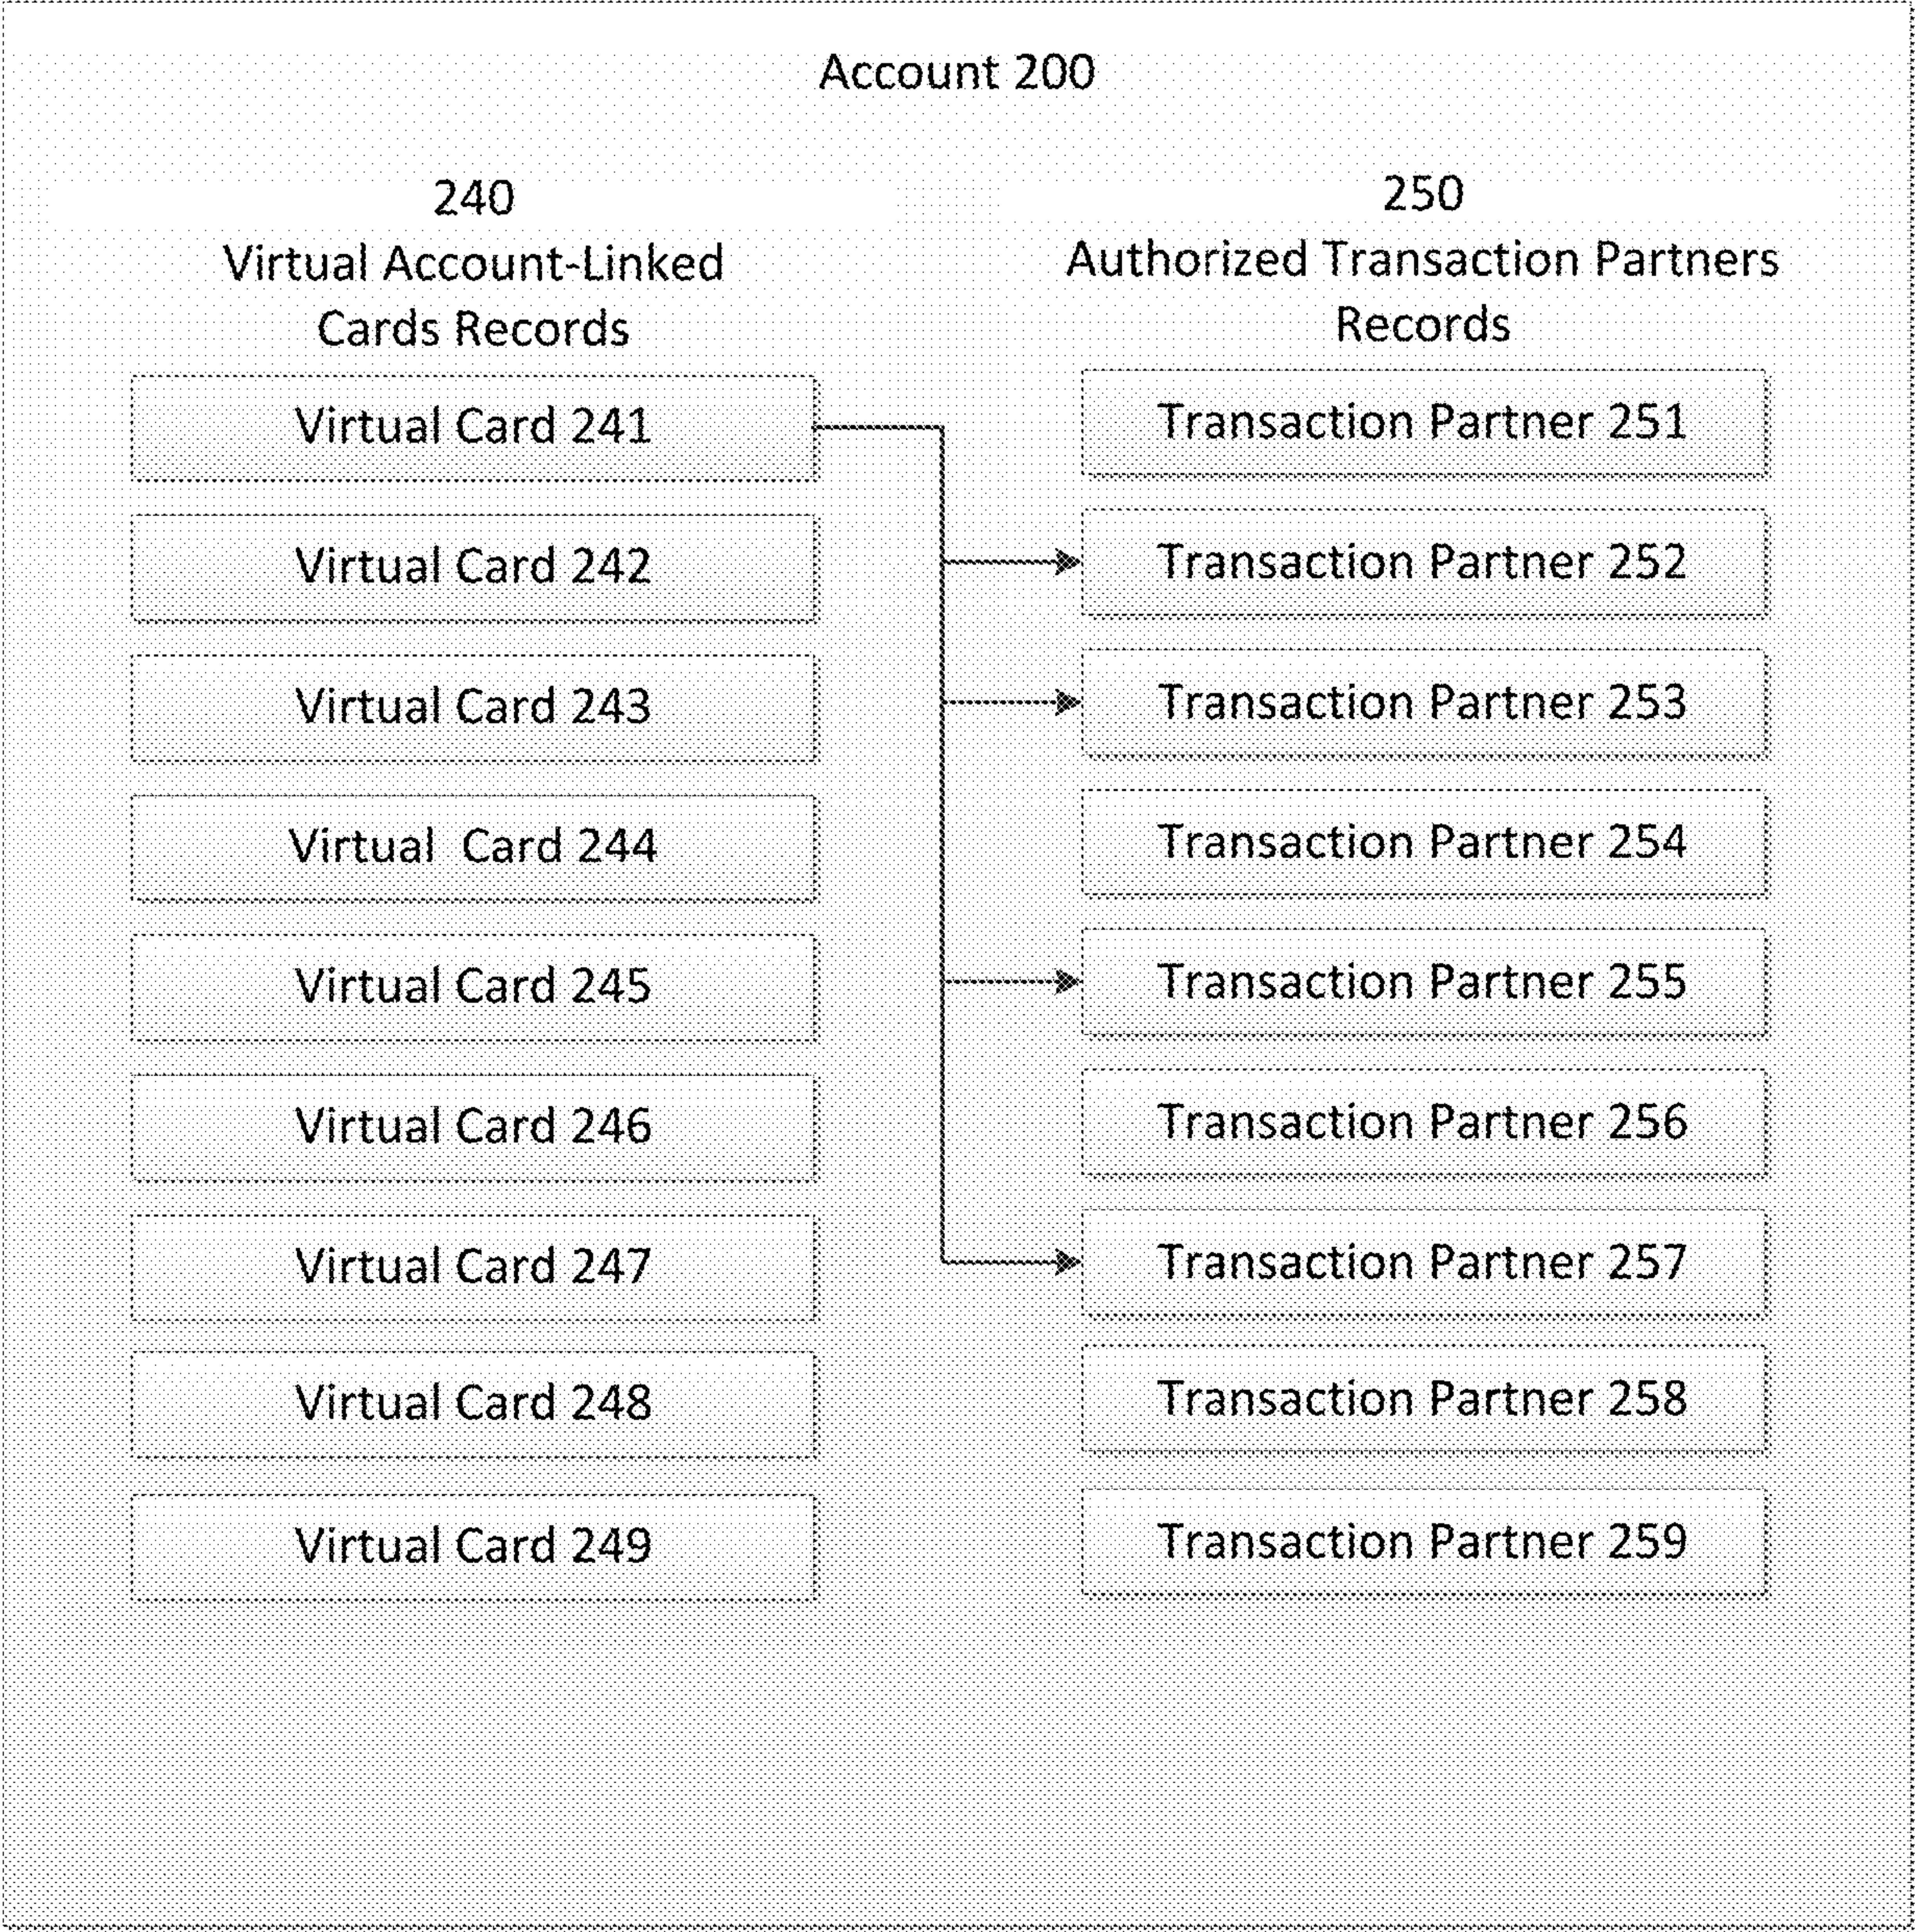 Account 200
240
Virtual Account-Linked
Cards Records
Virtual Card 241
Virtual Card 242
Virtual Card 243
Virtual  Card 244
Virtual Card 245
Virtual Card 246
Virtual Card 247
Virtual Card 248
Virtual Card 249
250
Authorized Transaction Partners
Records
Transaction Partner 251
Transaction Partner 252
Transaction Partner 253
Transaction Partner 254
Transaction Partner 255
Transaction Partner 256
Transaction Partner 257
Transaction Partner 258
Transaction Partner 259